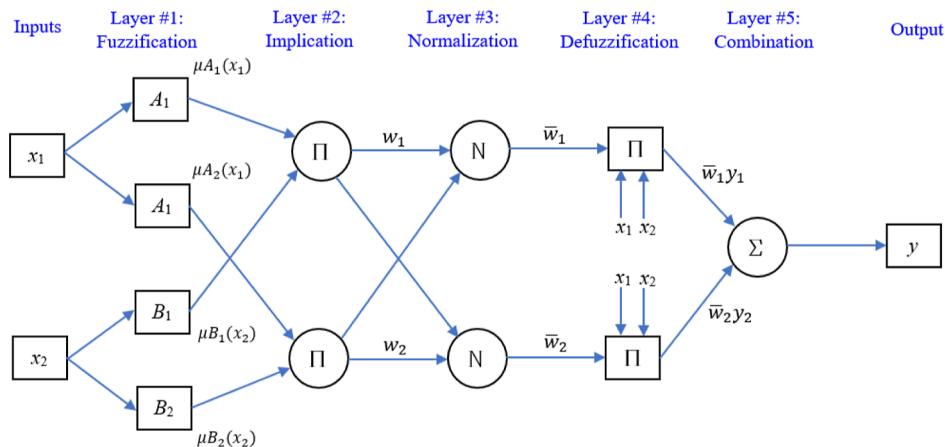 Inputs
Layer #1:
Fuzzification
Layer #2:
Implication
Layer #3:
Normalization
Layer #4:
Defuzzification
Layer #5:
Combination
Output
μA₁(x₁)
A₁
x₁
μA₂(x₁)
A₁
B₁
μB₁(x₂)
x₂
B₂
μB₂(x₂)
Π
w₁
Π
w₂
N
w̅₁
N
w̅₂
Π
x₁ x₂
x₁ x₂
Π
w̅₁y₁
Σ
w̅₂y₂
y